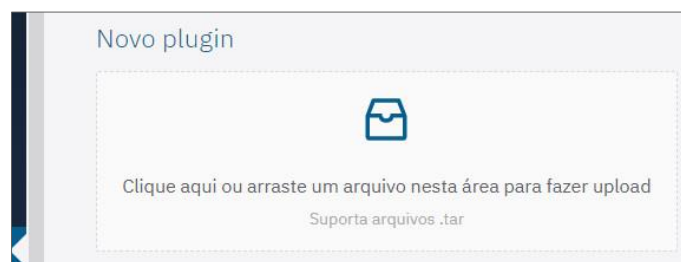 Novo plugin
Clique aqui ou arraste um arquivo nesta área para fazer upload
Suporta arquivos .tar